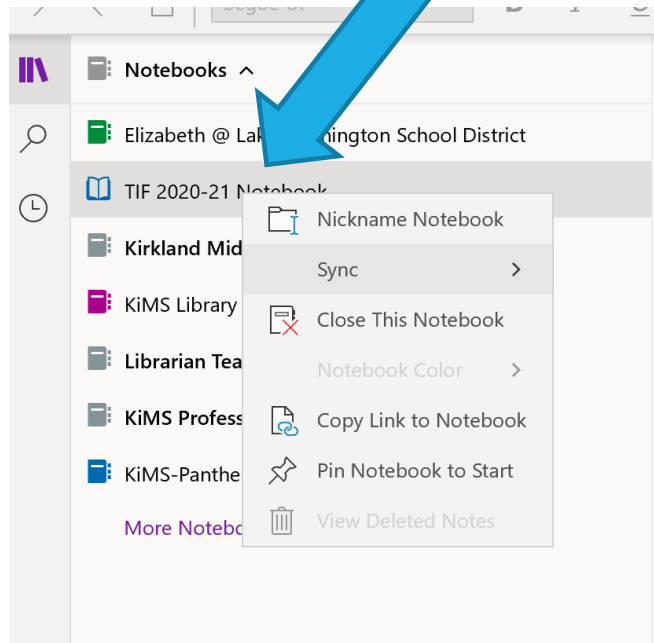 Notebooks
Elizabeth @ Lak hington School District
TIF 2020-21 Notebook
Nickname Notebook
Kirkland Mid
Sync
KiMS Library
Close This Notebook
Librarian Tea
Notebook Color
KiMS Profess
Copy Link to Notebook
KiMS-Panthe
Pin Notebook to Start
More Notebo
View Deleted Notes